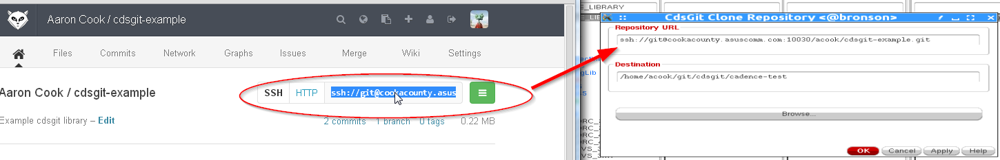 Aaron Cook / cdsgit-example
Files Commits Network Graphs Issues Merge Wiki Settings
Aaron Cook / cdsgit-example
SSH HTTP ssh://git@cookacounty.asus
Example cdsgit library – Edit
2 commits 1 branch 0 tags 0.22 MB
E_LIBRARY
CdsGit Clone Repository <@bronson>
Repository URL
ssh://git@cookacounty.asuscomm.com:10030/acook/cdsgit-example.git
Destination
/home/acook/git/cdsgit/cadence-test
Browse...
OK Cancel Apply Help